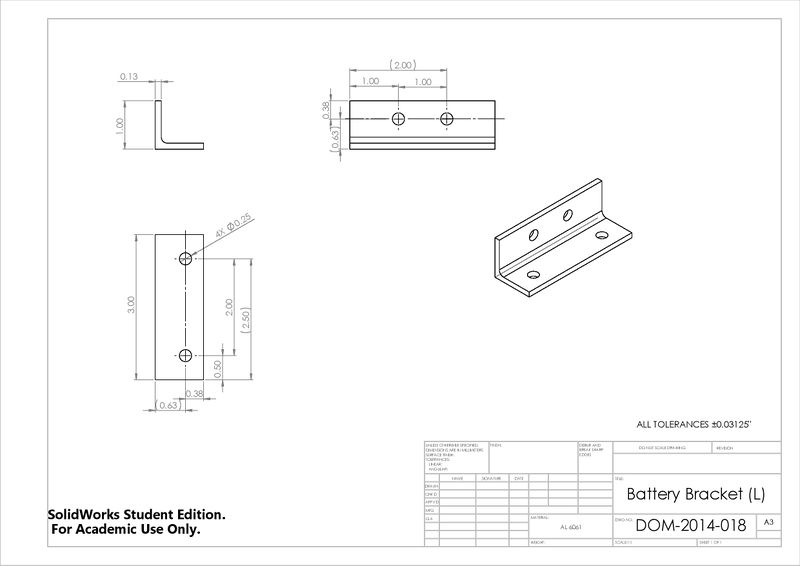 0.13
1.00
(2.00)
1.00
1.00
0.38
(0.63)
4X Ø0.25
3.00
2.00
(2.50)
0.50
0.38
(0.63)
ALL TOLERANCES ±0.03125"
UNLESS OTHERWISE SPECIFIED:
DIMENSIONS ARE IN MILLIMETERS
SURFACE FINISH:
TOLERANCES:
LINEAR:
ANGULAR:
FINISH:
DEBUR AND
BREAK SHARP
EDGES
DO NOT SCALE DRAWING
REVISION
NAME
SIGNATURE
DATE
TITLE:
DRAWN
CHK'D
APPV'D
MFG
Q.A
Battery Bracket (L)
MATERIAL:
AL 6061
DWG NO.
DOM-2014-018
A3
WEIGHT:
SCALE:1:1
SHEET 1 OF 1
SolidWorks Student Edition.
For Academic Use Only.